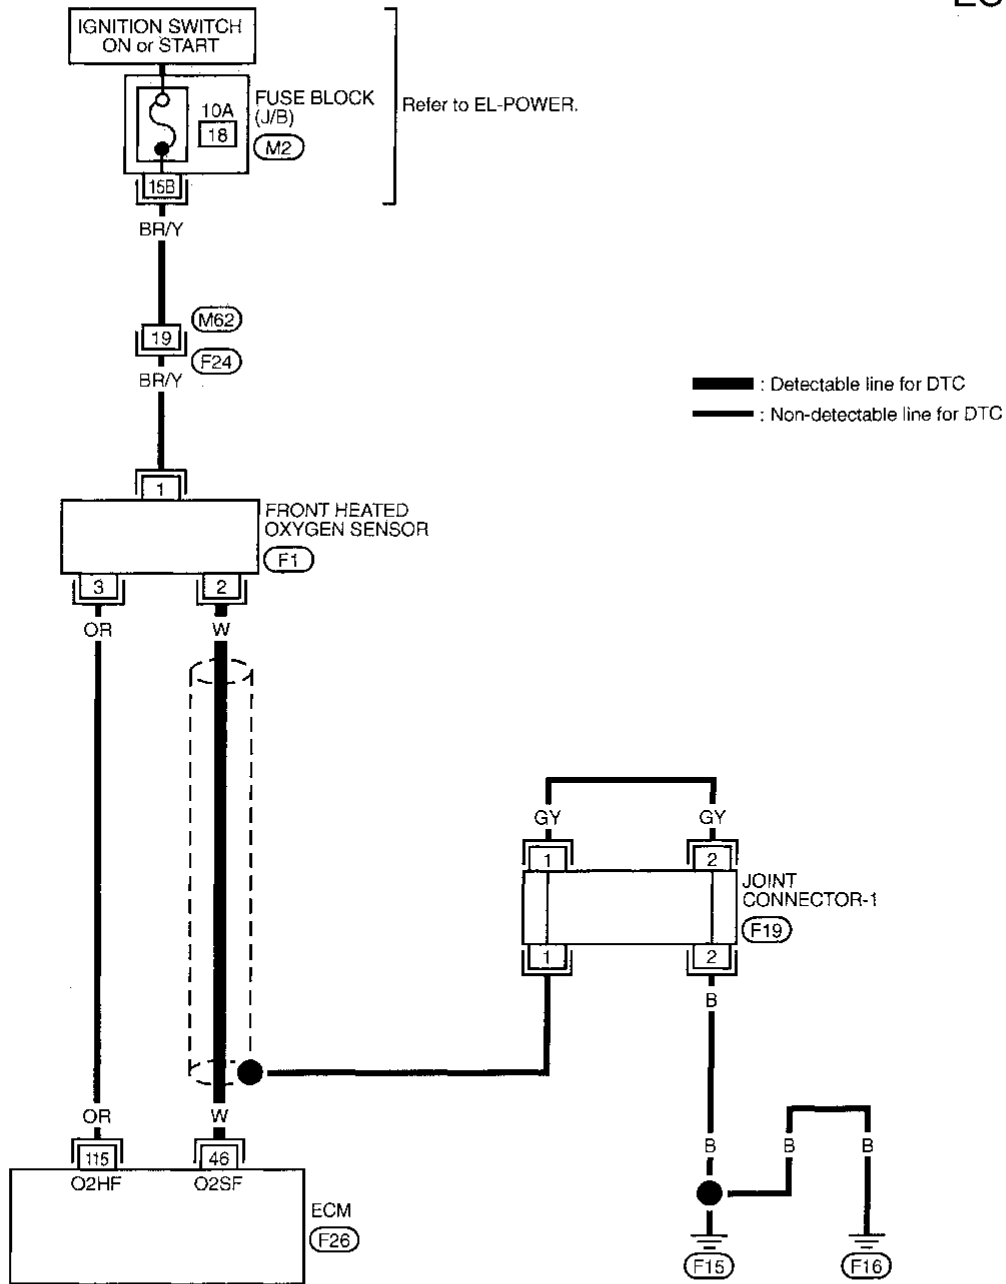 EC
IGNITION SWITCH
ON or START
10A
18
FUSE BLOCK
(J/B)
M2
Refer to EL-POWER.
15B
BR/Y
19
M62
F24
BR/Y
: Detectable line for DTC
: Non-detectable line for DTC
1
FRONT HEATED
OXYGEN SENSOR
F1
3
2
OR
W
GY
GY
1
2
JOINT
CONNECTOR-1
F19
1
2
B
OR
W
B
B
B
115
46
O2HF
O2SF
ECM
F26
F15
F16